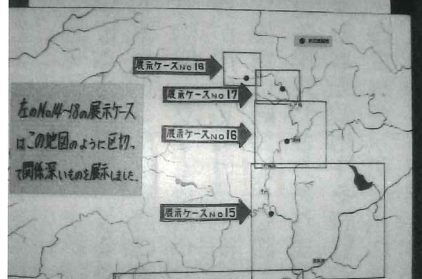 展示ケースNo18
展示ケースNo17
左のNo14~18の展示ケース
はこの地図のように区切っ
て関係深いものを展示しました。
展示ケースNo16
展示ケースNo15